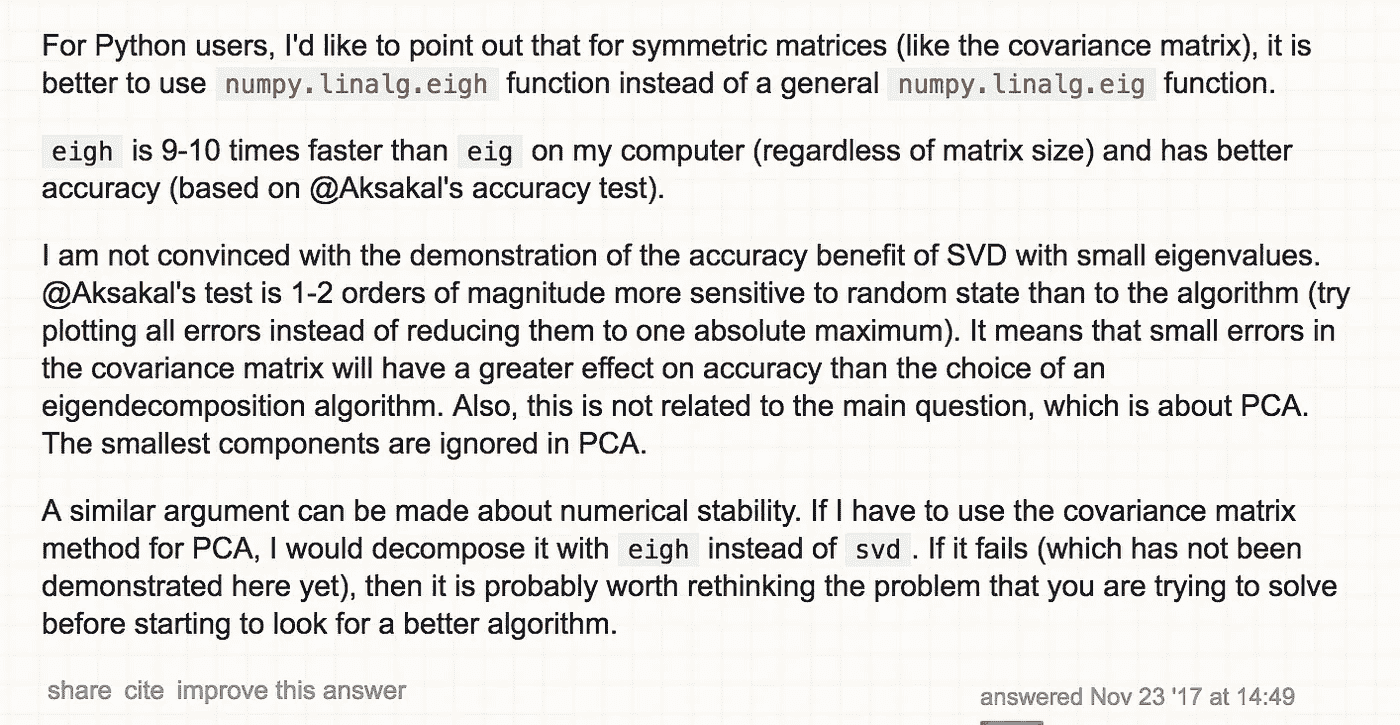 For Python users, I'd like to point out that for symmetric matrices (like the covariance matrix), it is
better to use numpy.linalg.eigh function instead of a general numpy.linalg.eig function.
eigh is 9-10 times faster than eig on my computer (regardless of matrix size) and has better
accuracy (based on @Aksakal's accuracy test).
I am not convinced with the demonstration of the accuracy benefit of SVD with small eigenvalues.
@Aksakal's test is 1-2 orders of magnitude more sensitive to random state than to the algorithm (try
plotting all errors instead of reducing them to one absolute maximum). It means that small errors in
the covariance matrix will have a greater effect on accuracy than the choice of an
eigendecomposition algorithm. Also, this is not related to the main question, which is about PCA.
The smallest components are ignored in PCA.
A similar argument can be made about numerical stability. If I have to use the covariance matrix
method for PCA, I would decompose it with eigh instead of svd. If it fails (which has not been
demonstrated here yet), then it is probably worth rethinking the problem that you are trying to solve
before starting to look for a better algorithm.
share cite improve this answer
answered Nov 23 '17 at 14:49